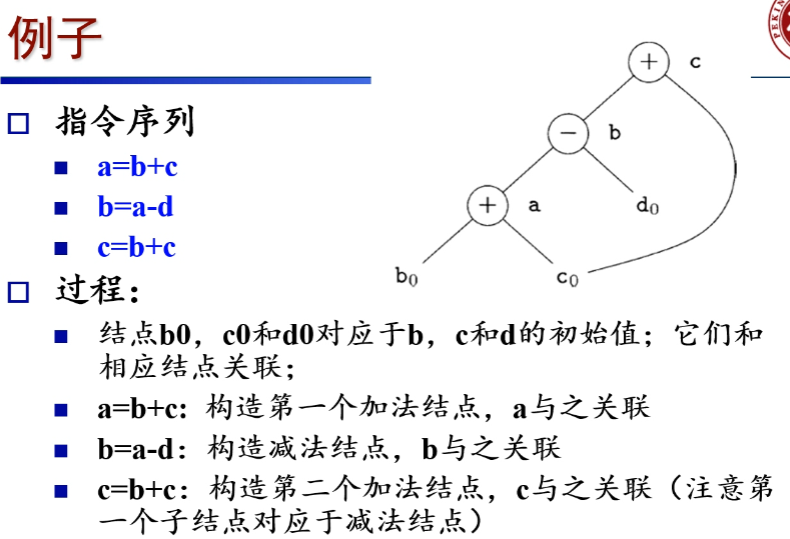 例子
PEKIN
+ c
指令序列
a=b+c
− b
b=a-d
+ a
d0
c=b+c
b0
c0
过程：
结点b0，c0和d0对应于b，c和d的初始值；它们和
相应结点关联；
a=b+c: 构造第一个加法结点，a与之关联
b=a-d：构造减法结点，b与之关联
c=b+c：构造第二个加法结点，c与之关联（注意第
一个子结点对应于减法结点）